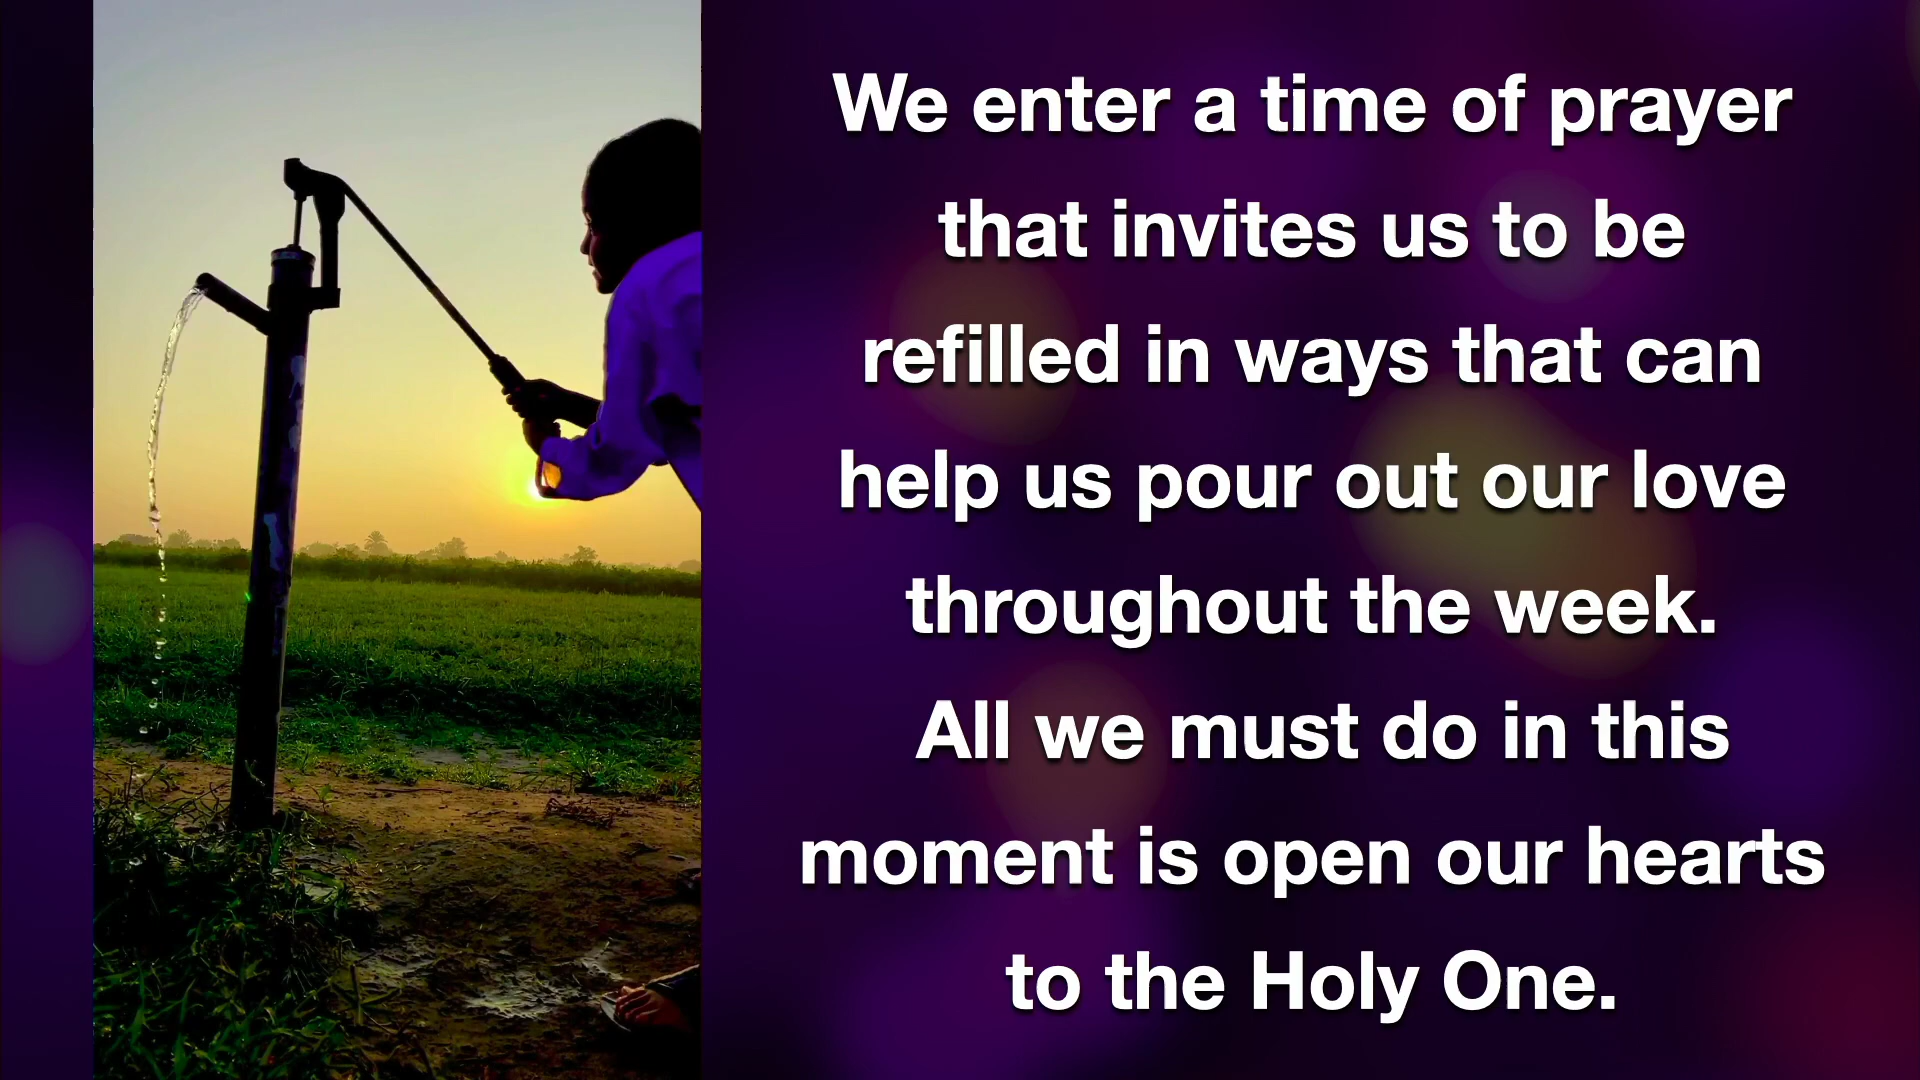 We enter a time of prayer
that invites us to be
refilled in ways that can
help us pour out our love
throughout the week.
All we must do in this
moment is open our hearts
to the Holy One.